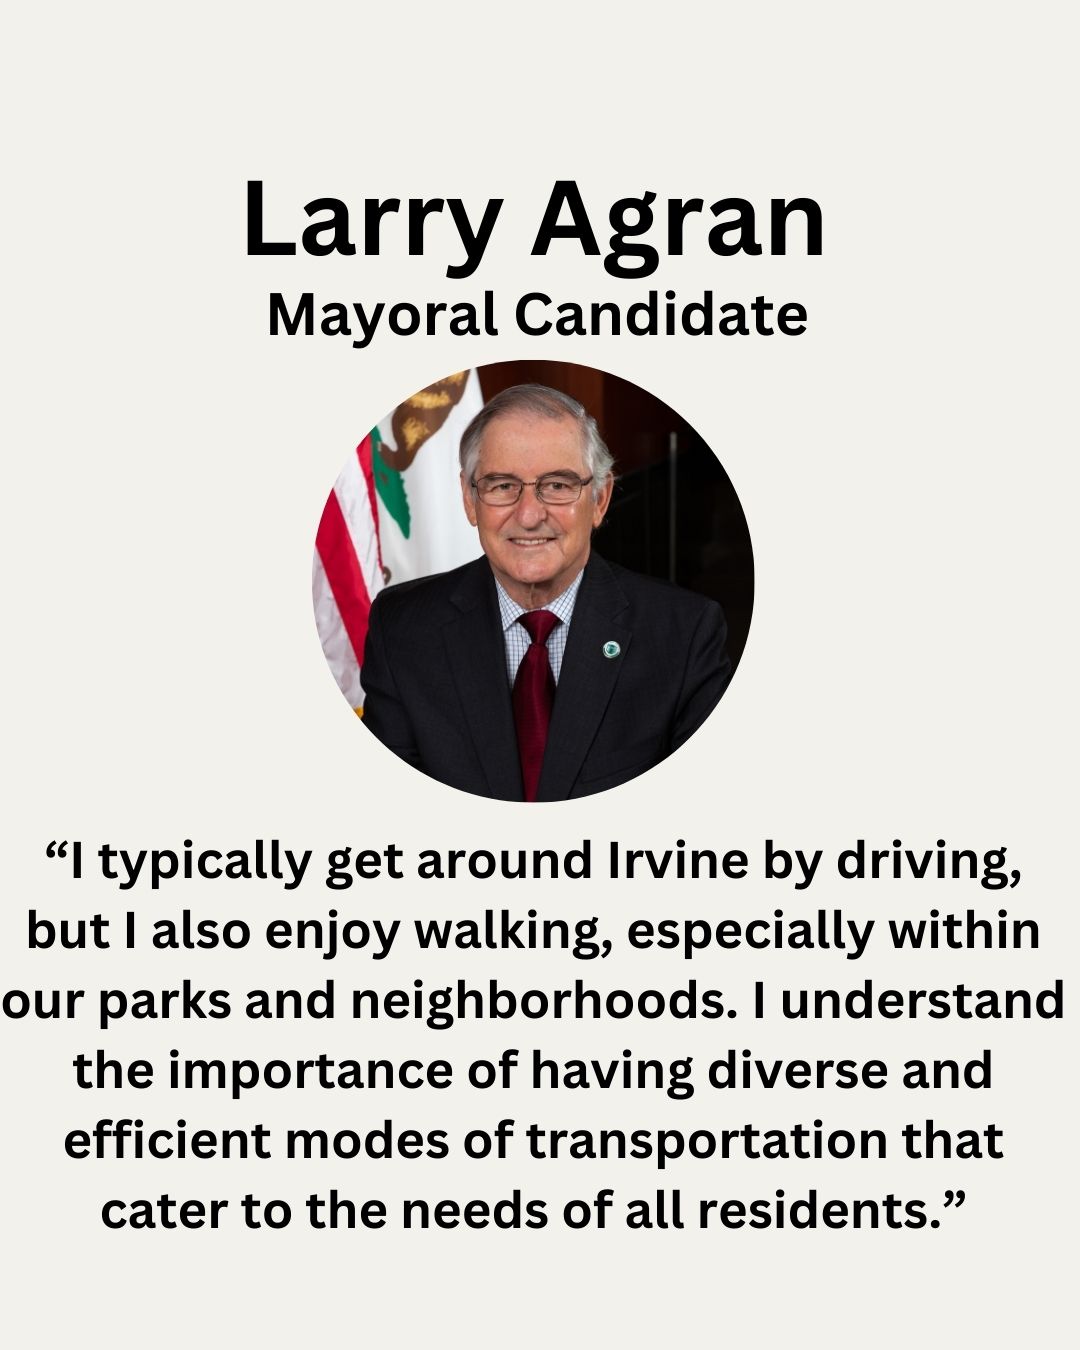 Larry Agran
Mayoral Candidate
“I typically get around Irvine by driving,
but I also enjoy walking, especially within
our parks and neighborhoods. I understand
the importance of having diverse and
efficient modes of transportation that
cater to the needs of all residents.”